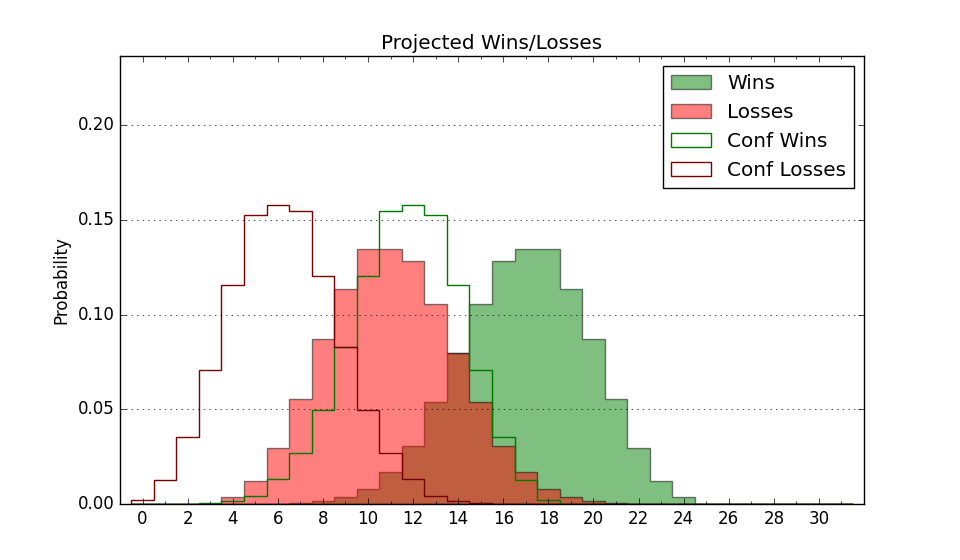 Projected Wins/Losses
Wins
Losses
Conf Wins
Conf Losses
Probability
0.20
0.15
0.10
0.05
0.00
0 2 4 6 8 10 12 14 16 18 20 22 24 26 28 30